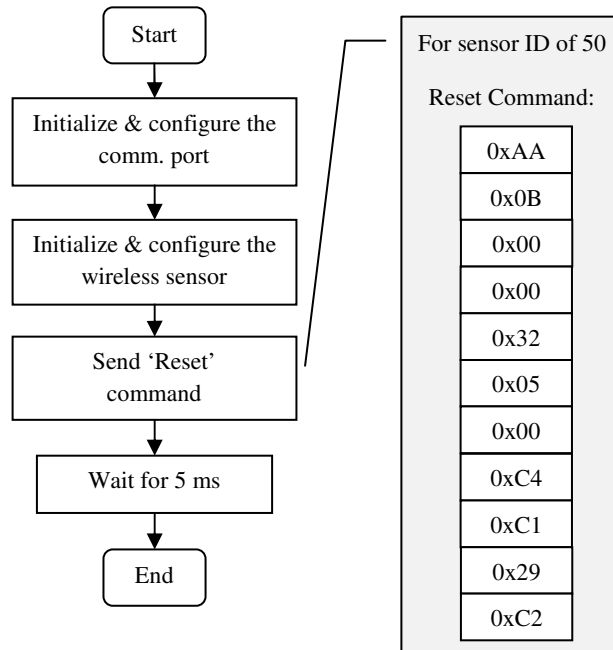 Start
Initialize & configure the
comm. port
Initialize & configure the
wireless sensor
Send ‘Reset’
command
Wait for 5 ms
End
For sensor ID of 50
Reset Command:
0xAA
0x0B
0x00
0x00
0x32
0x05
0x00
0xC4
0xC1
0x29
0xC2